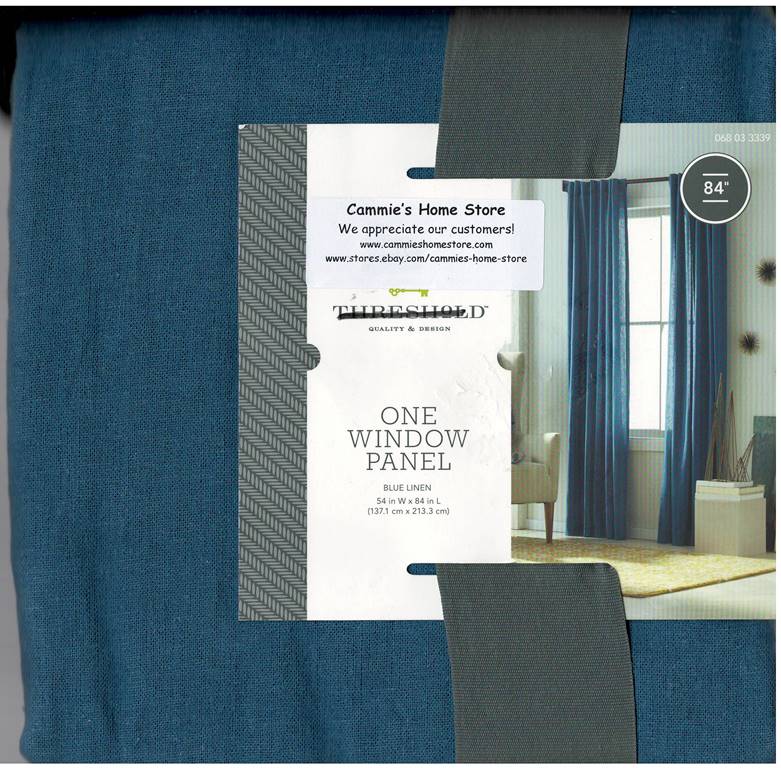 068 03 3339
84"
Cammie's Home Store
We appreciate our customers!
www.cammieshomestore.com
www.stores.ebay.com/cammies-home-store
THRESHOLD™
QUALITY & DESIGN
ONE
WINDOW
PANEL
BLUE LINEN
54 in W x 84 in L
(137.1 cm x 213.3 cm)